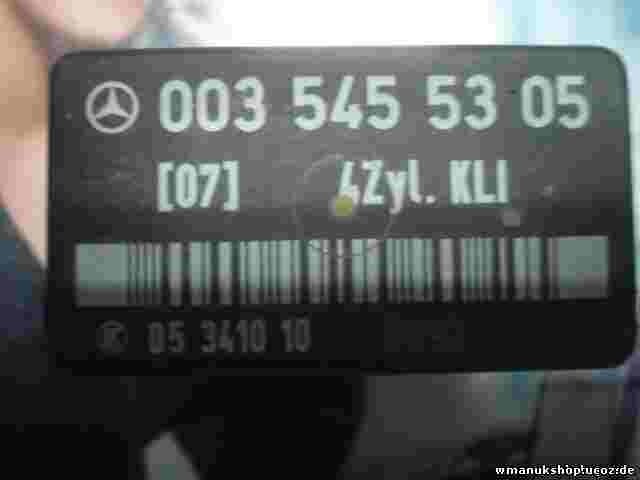 003 545 53 05
[07] 4Zyl. KLI
05 3410 10
wmanukshop.ucoz.de